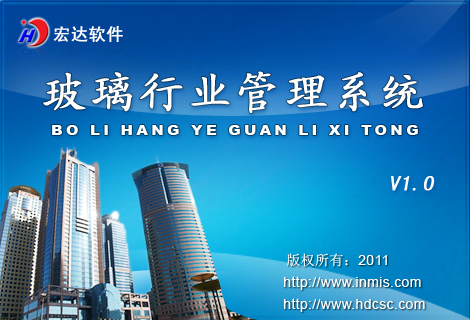 宏达软件
玻璃行业管理系统
BO LI HANG YE GUAN LI XI TONG
V1.0
版权所有：2011
http://www.inmis.com
http://www.hdcsc.com